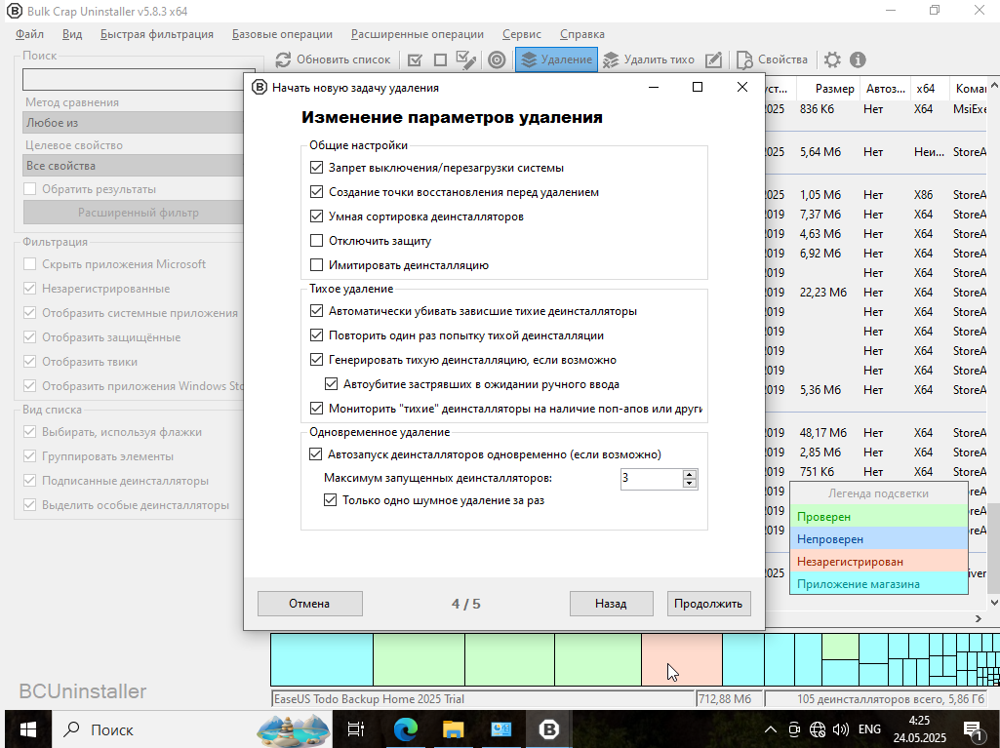 Bulk Crap Uninstaller v5.8.3 x64
Файл Вид Быстрая фильтрация Базовые операции Расширенные операции Сервис Справка
Поиск
Обновить список Удаление Удалить тихо Свойства
Метод сравнения
Любое из
Целевое свойство
Все свойства
Обратить результаты
Расширенный фильтр
Фильтрация
Скрыть приложения Microsoft
Незарегистрированные
Отобразить системные приложения
Отобразить защищённые
Отобразить твики
Отобразить приложения Windows Sto
Вид списка
Выбирать, используя флажки
Группировать элементы
Подписанные деинсталляторы
Выделить особые деинсталляторы
BCUninstaller
Начать новую задачу удаления
Изменение параметров удаления
Общие настройки
Запрет выключения/перезагрузки системы
Создание точки восстановления перед удалением
Умная сортировка деинсталляторов
Отключить защиту
Имитировать деинсталляцию
Тихое удаление
Автоматически убивать зависшие тихие деинсталляторы
Повторить один раз попытку тихой деинсталляции
Генерировать тихую деинсталляцию, если возможно
Автоубитие застрявших в ожидании ручного ввода
Мониторить "тихие" деинсталляторы на наличие поп-апов или други
Одновременное удаление
Автозапуск деинсталляторов одновременно (если возможно)
Максимум запущенных деинсталляторов: 3
Только одно шумное удаление за раз
Отмена 4 / 5 Назад Продолжить
уст... Размер Автоз... x64 Кома
2025 836 Кб Нет X64 MsiExe
2025 5,64 Мб Нет Неи... StoreA
2025 1,05 Мб Нет X86 StoreA
2019 7,37 Мб Нет X64 StoreA
2019 4,63 Мб Нет X64 StoreA
2019 6,92 Мб Нет X64 StoreA
2019 Нет X64 StoreA
2019 22,23 Мб Нет X64 StoreA
2019 Нет X64 StoreA
2019 Нет X64 StoreA
2019 Нет X64 StoreA
2019 Нет X64 StoreA
2019 5,36 Мб Нет X64 StoreA
2019 48,17 Мб Нет X64 StoreA
2019 2,85 Мб Нет X64 StoreA
2019 751 Кб Нет X64 StoreA
2019
2019
2019
2025
Легенда подсветки
Проверен
Непроверен
Незарегистрирован
Приложение магазина
EaseUS Todo Backup Home 2025 Trial 712,88 Мб 105 деинсталляторов всего, 5,86 Гб
Поиск
ENG
4:25
24.05.2025
1